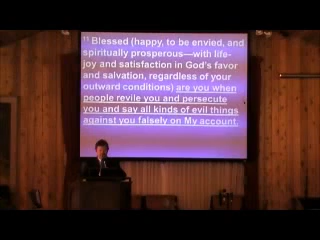 15 Blessed (happy, to be envied, and
spiritually prosperous—with life-
joy and satisfaction in God's favor
and salvation, regardless of your
outward conditions) are you when
people revile you and persecute
you and say all kinds of evil things
against you falsely on My account.